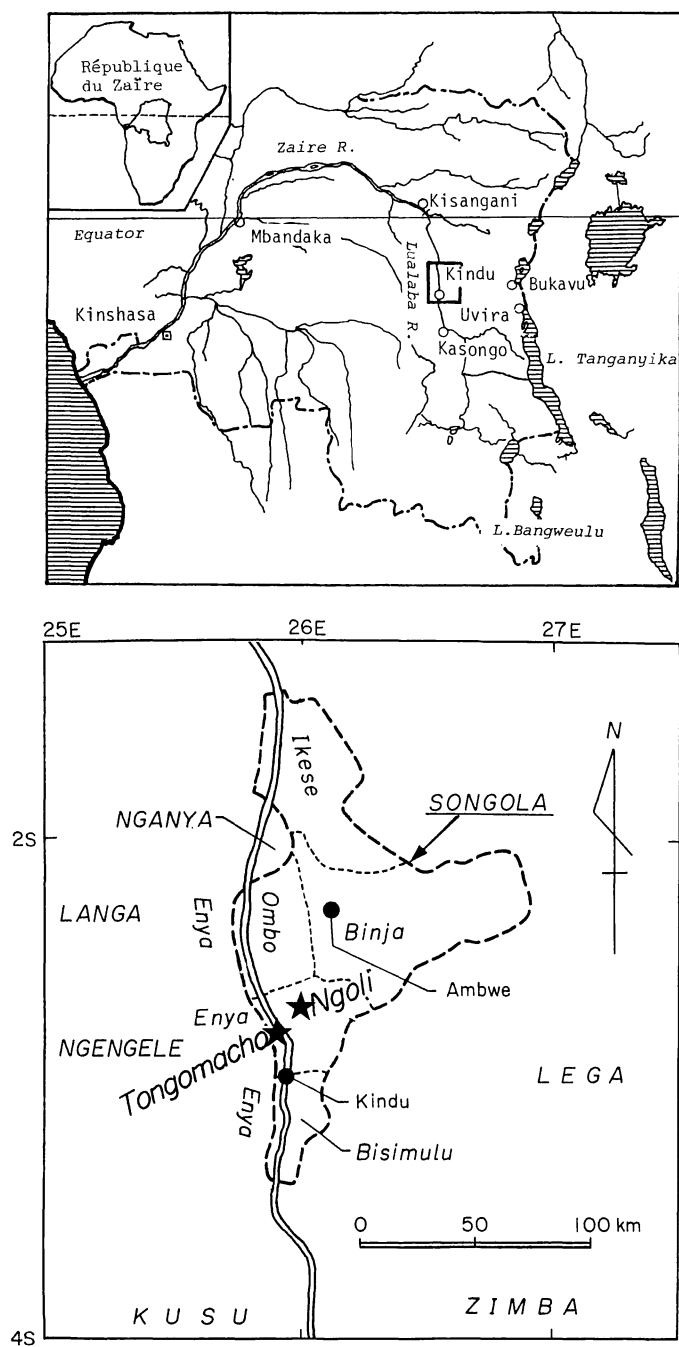 République
du Zaïre
Zaire R.
Kisangani
Equator
Mbandaka
Lualaba R.
Kindu
Bukavu
Kinshasa
Uvira
Kasongo
L. Tanganyika
L.Bangweulu
25E
26E
27E
Ikese
N
SONGOLA
NGANYA
2S
LANGA
Enya
Ombo
Binja
Ambwe
Ngoli
Enya
NGENGELE
Tongomacho
LEGA
Kindu
Enya
Bisimulu
0 50 100 km
KUSU
ZIMBA
4S